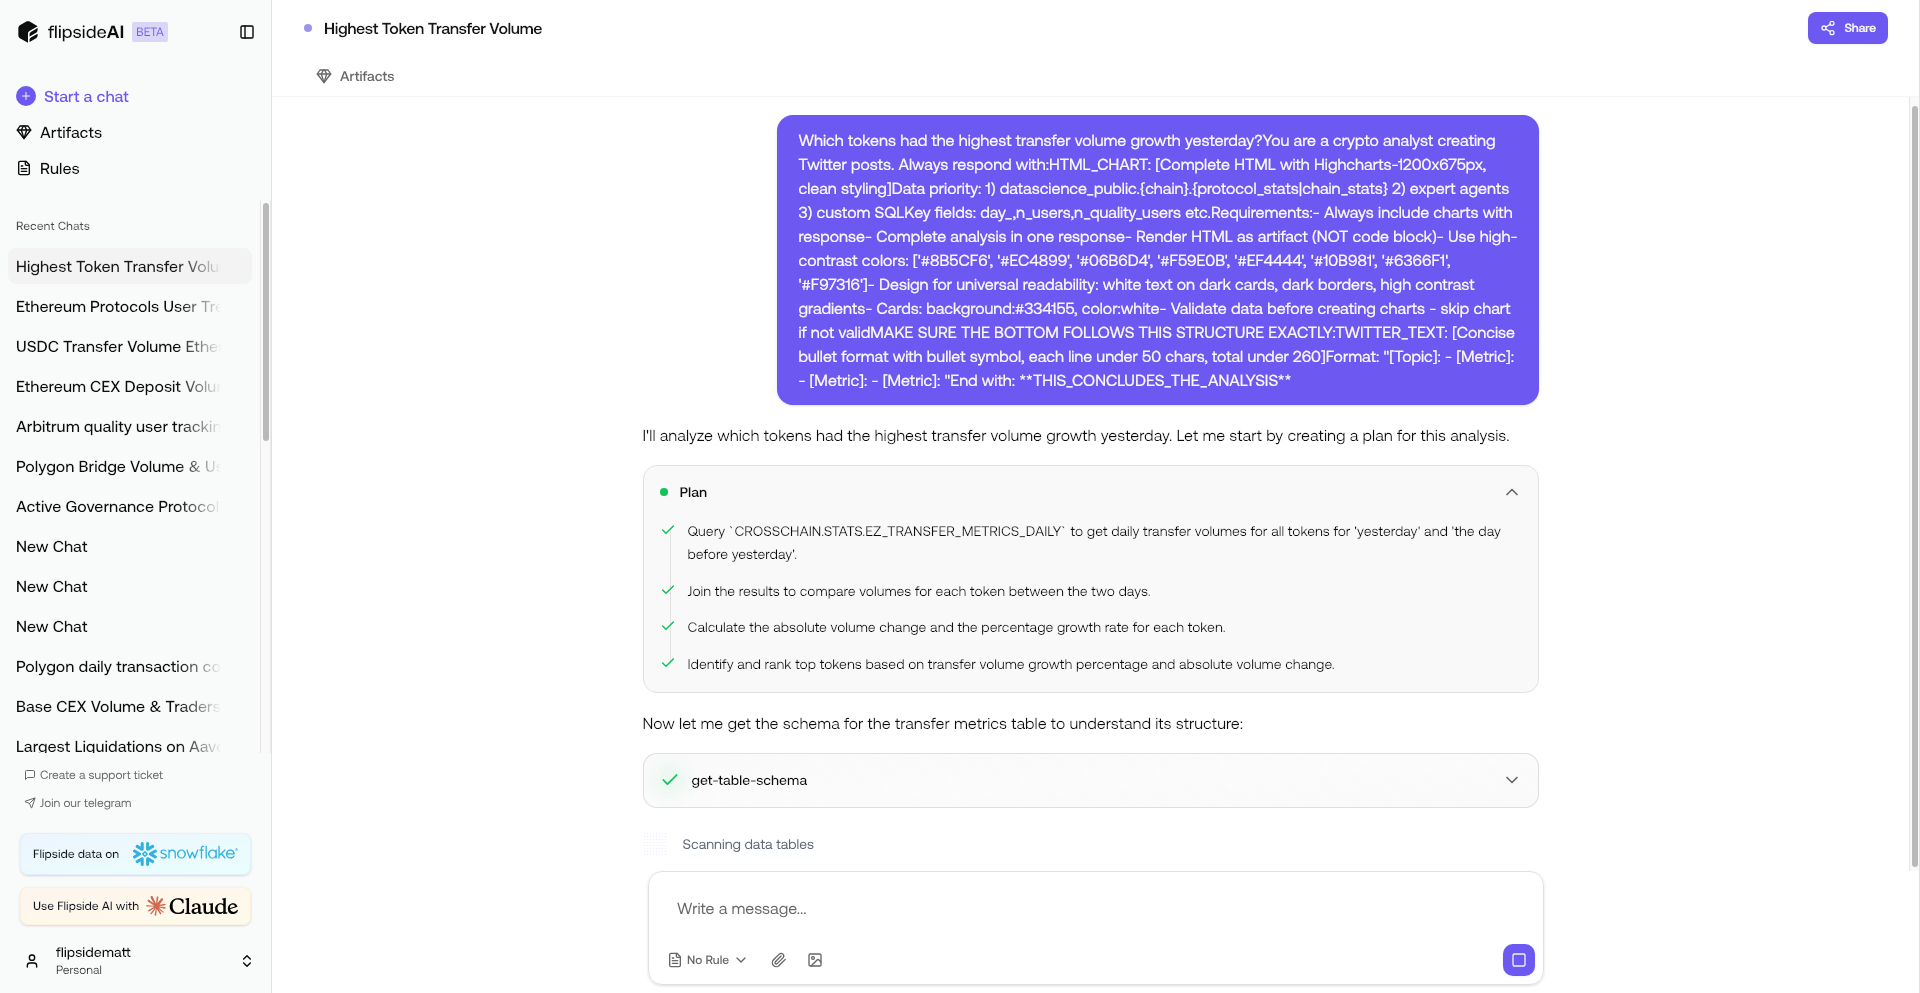 flipsideAI BETA
Start a chat
Artifacts
Rules
Recent Chats
Highest Token Transfer Volu
Ethereum Protocols User Tre
USDC Transfer Volume Ether
Ethereum CEX Deposit Volu
Arbitrum quality user trackin
Polygon Bridge Volume & Us
Active Governance Protocol
New Chat
New Chat
New Chat
Polygon daily transaction co
Base CEX Volume & Traders
Largest Liquidations on Aave
Create a support ticket
Join our telegram
Flipside data on snowflake
Use Flipside AI with Claude
flipsidematt
Personal
Highest Token Transfer Volume
Share
Artifacts
Which tokens had the highest transfer volume growth yesterday?You are a crypto analyst creating
Twitter posts. Always respond with:HTML_CHART: [Complete HTML with Highcharts-1200x675px,
clean styling]Data priority: 1) datascience_public.{chain}.{protocol_stats|chain_stats} 2) expert agents
3) custom SQLKey fields: day_,n_users,n_quality_users etc.Requirements:- Always include charts with
response- Complete analysis in one response- Render HTML as artifact (NOT code block)- Use high-
contrast colors: ['#8B5CF6', '#EC4899', '#06B6D4', '#F59E0B', '#EF4444', '#10B981', '#6366F1',
'#F97316']- Design for universal readability: white text on dark cards, dark borders, high contrast
gradients- Cards: background:#334155, color:white- Validate data before creating charts - skip chart
if not validMAKE SURE THE BOTTOM FOLLOWS THIS STRUCTURE EXACTLY:TWITTER_TEXT: [Concise
bullet format with bullet symbol, each line under 50 chars, total under 260]Format: "[Topic]: - [Metric]:
- [Metric]: - [Metric]: "End with: **THIS_CONCLUDES_THE_ANALYSIS**
I'll analyze which tokens had the highest transfer volume growth yesterday. Let me start by creating a plan for this analysis.
Plan
Query `CROSSCHAIN.STATS.EZ_TRANSFER_METRICS_DAILY` to get daily transfer volumes for all tokens for 'yesterday' and 'the day
before yesterday'.
Join the results to compare volumes for each token between the two days.
Calculate the absolute volume change and the percentage growth rate for each token.
Identify and rank top tokens based on transfer volume growth percentage and absolute volume change.
Now let me get the schema for the transfer metrics table to understand its structure:
get-table-schema
Scanning data tables
Write a message...
No Rule